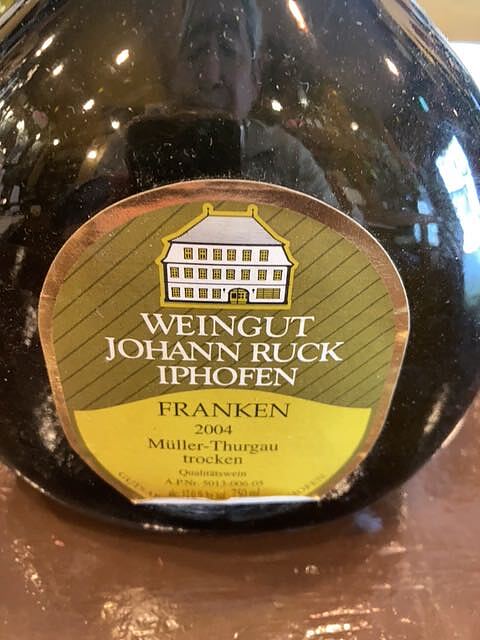 WEINGUT
JOHANN RUCK
IPHOFEN
FRANKEN
2004
Müller-Thurgau
trocken
Qualitätswein
A.P.Nr. 5013-006-05
750 ml